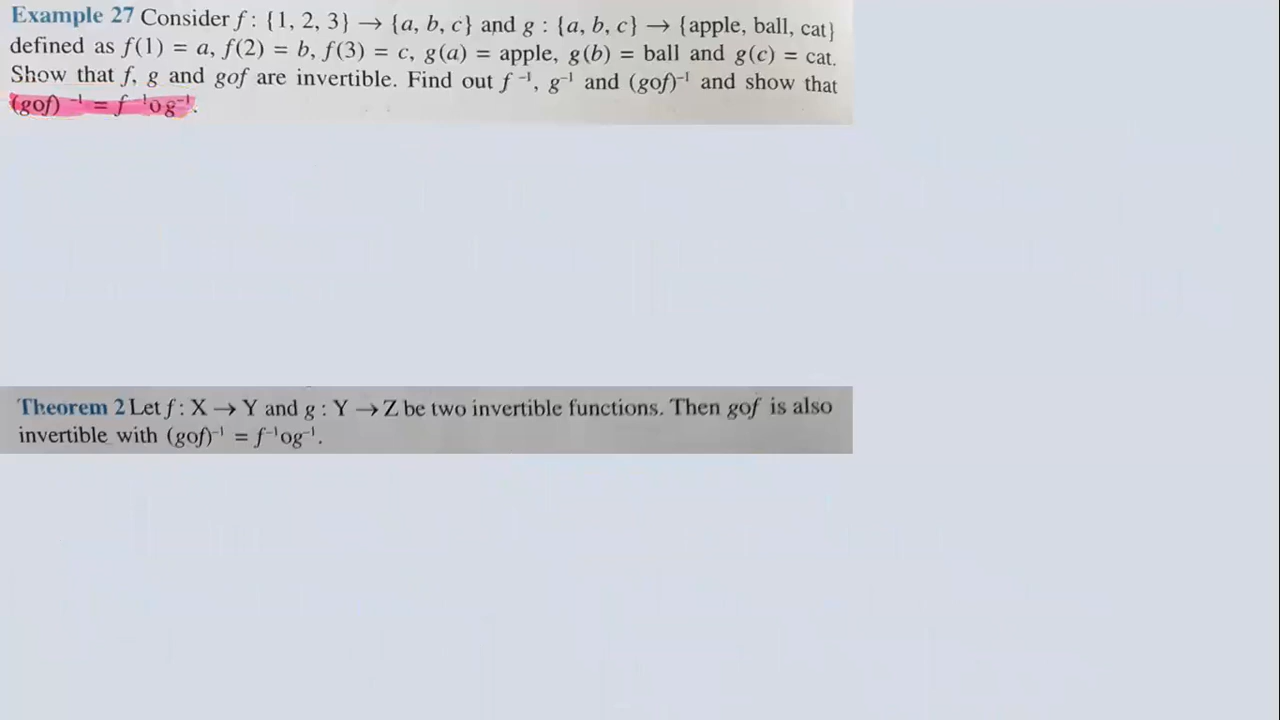 Example 27 Consider f : {1, 2, 3} → {a, b, c} and g : {a, b, c} → {apple, ball, cat}
defined as f(1) = a, f(2) = b, f(3) = c, g(a) = apple, g(b) = ball and g(c) = cat.
Show that f, g and gof are invertible. Find out f⁻¹, g⁻¹ and (gof)⁻¹ and show that
(gof)⁻¹ = f⁻¹og⁻¹.
Theorem 2 Let f : X → Y and g : Y → Z be two invertible functions. Then gof is also
invertible with (gof)⁻¹ = f⁻¹og⁻¹.